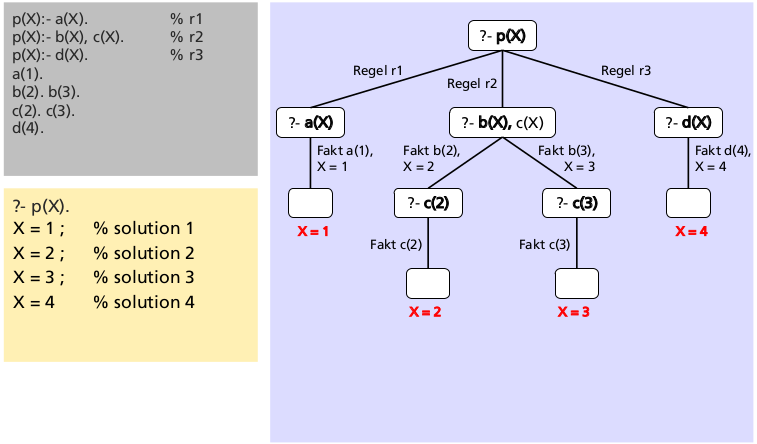 p(X):- a(X). % r1
p(X):- b(X), c(X). % r2
p(X):- d(X). % r3
a(1).
b(2). b(3).
c(2). c(3).
d(4).
?- p(X).
X = 1 ; % solution 1
X = 2 ; % solution 2
X = 3 ; % solution 3
X = 4 % solution 4
?- p(X)
Regel r1
Regel r2
Regel r3
?- a(X)
?- b(X), c(X)
?- d(X)
Fakt a(1),
X = 1
Fakt b(2),
X = 2
Fakt b(3),
X = 3
Fakt d(4),
X = 4
?- c(2)
?- c(3)
X = 1
X = 4
Fakt c(2)
Fakt c(3)
X = 2
X = 3